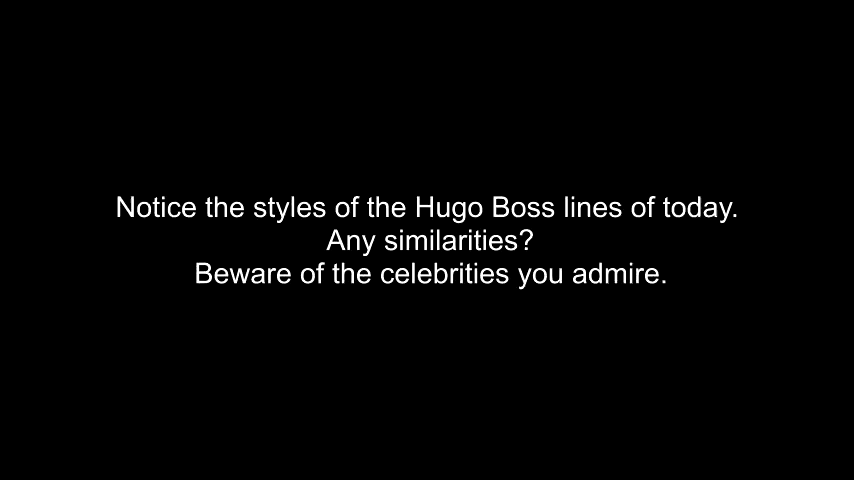 Notice the styles of the Hugo Boss lines of today.
Any similarities?
Beware of the celebrities you admire.